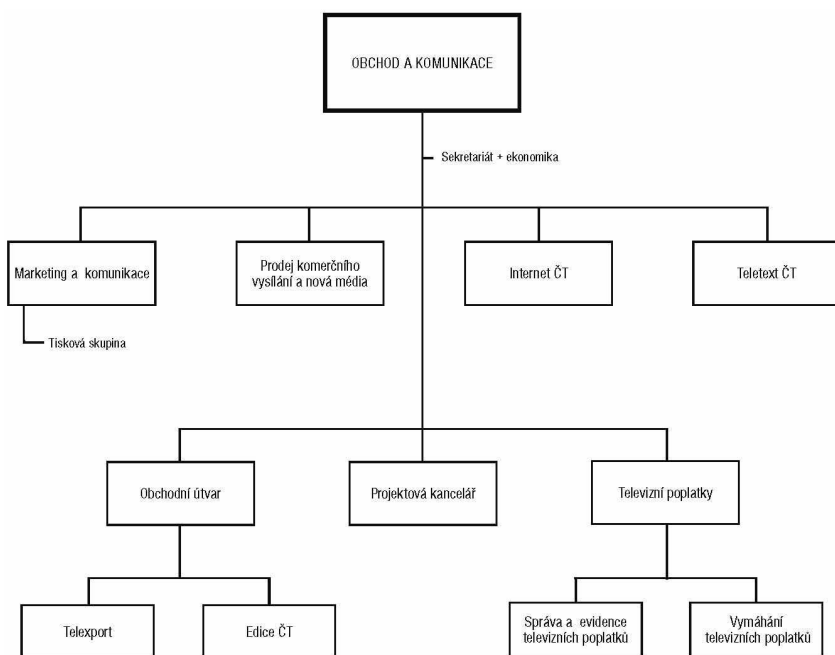 OBCHOD A KOMUNIKACE
Sekretariát + ekonomika
Marketing a komunikace
Prodej komerčního
vysílání a nová média
Internet ČT
Teletext ČT
Tisková skupina
Obchodní útvar
Projektová kancelář
Televizní poplatky
Telexport
Edice ČT
Správa a evidence
televizních poplatků
Vymáhání
televizních poplatků